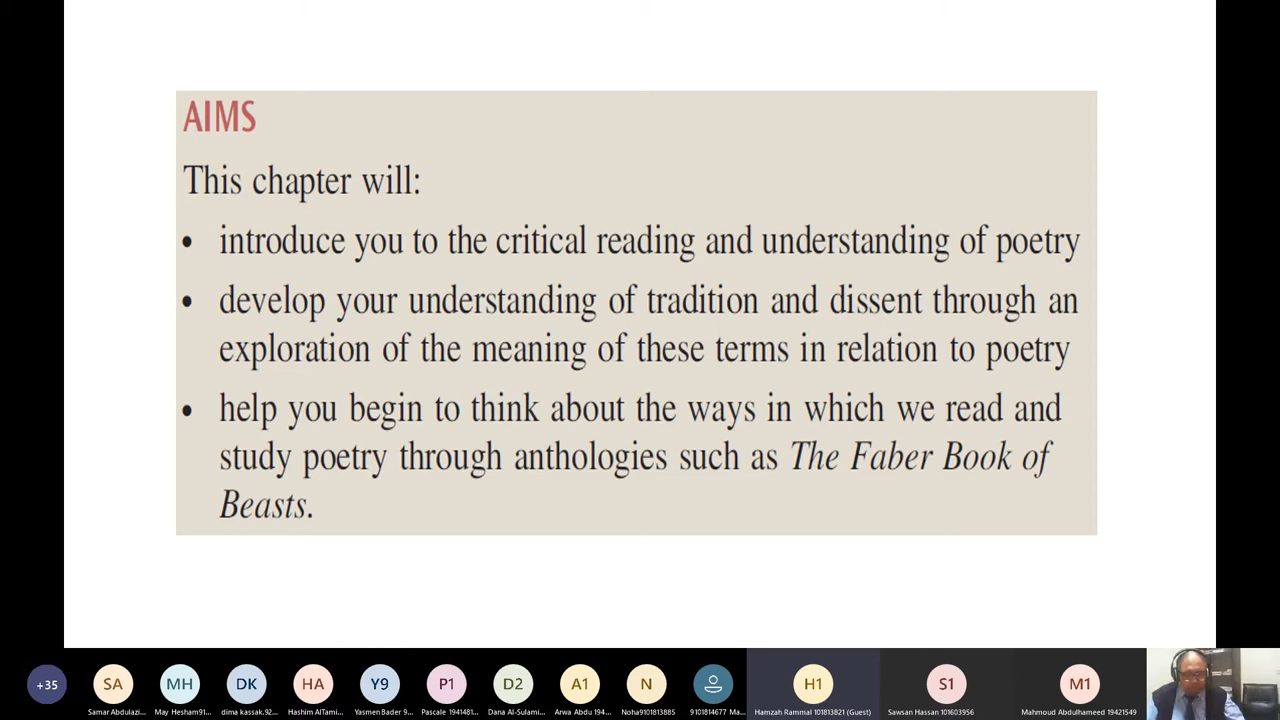 AIMS
This chapter will:
• introduce you to the critical reading and understanding of poetry
• develop your understanding of tradition and dissent through an
exploration of the meaning of these terms in relation to poetry
• help you begin to think about the ways in which we read and
study poetry through anthologies such as The Faber Book of
Beasts.
+35 SA MH DK HA Y9 P1 D2 A1 N H1 S1 M1
Samar Abdulazi... May Hesham91... dima kassak.92... Hashim AlTami... Yasmen Bader 9... Pascale 1941481... Dana Al-Sulami... Arwa Abdu 194... Noha9101813885 9101814677 Ma... Hamzah Rammal 101813821 (Guest) Sawsan Hassan 101603956 Mahmoud Abdulhameed 19421549